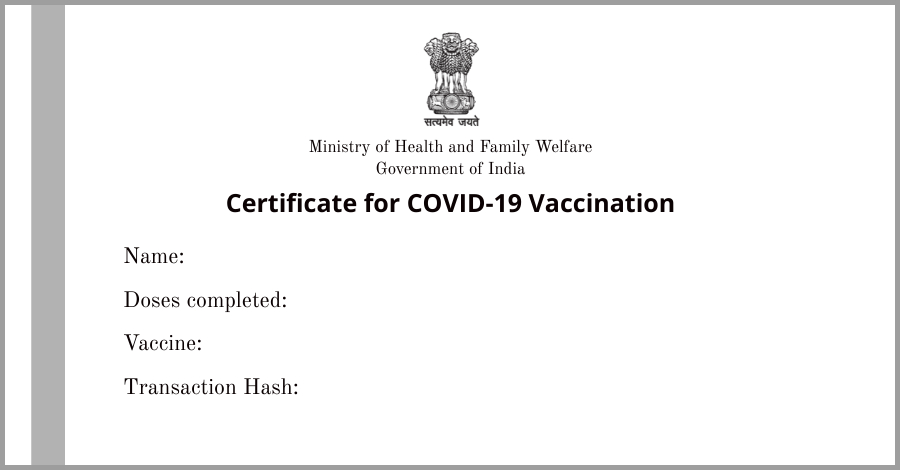 सत्यमेव जयते
Ministry of Health and Family Welfare
Government of India
Certificate for COVID-19 Vaccination
Name:
Doses completed:
Vaccine:
Transaction Hash: